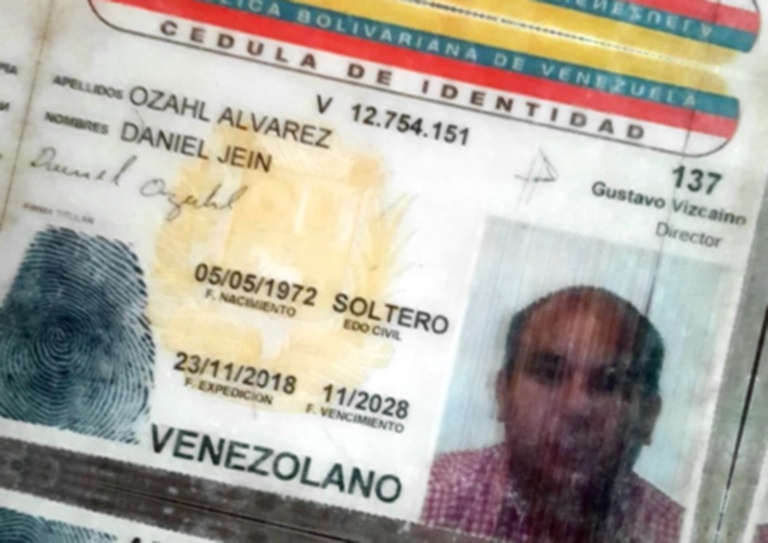 BOLIVARIANA DE VENEZUELA
CEDULA DE IDENTIDAD
APELLIDOS OZAHL ALVAREZ
V 12.754.151
NOMBRES DANIEL JEIN
137
Gustavo Vizcaino
Director
Daniel Ozahl
FIRMA TITULAR
05/05/1972 SOLTERO
F. NACIMIENTO EDO CIVIL
23/11/2018 11/2028
F. EXPEDICION F. VENCIMIENTO
VENEZOLANO